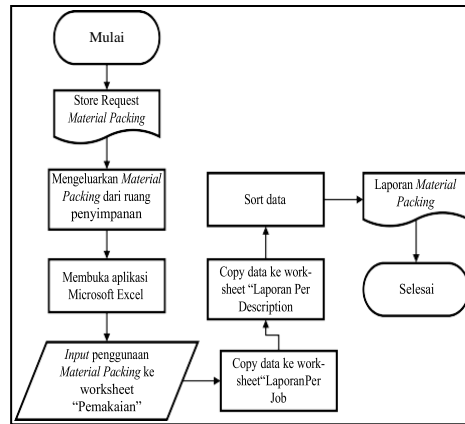 Mulai
Store Request
Material Packing
Mengeluarkan Material
Packing dari ruang
penyimpanan
Membuka aplikasi
Microsoft Excel
Input penggunaan
Material Packing ke
worksheet
“Pemakaian”
Copy data ke work-
sheet“LaporanPer
Job
Copy data ke work-
sheet “Laporan Per
Description
Sort data
Laporan Material
Packing
Selesai